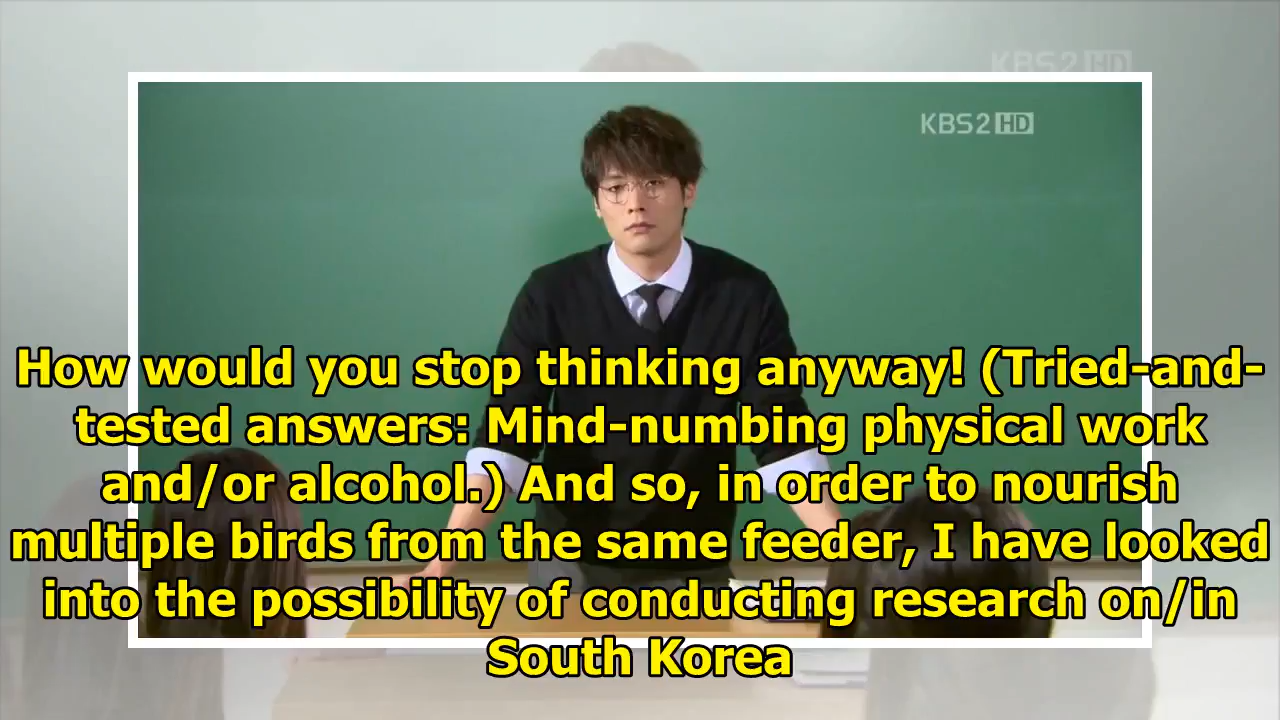 KBS2 HD
KBS2 HD
How would you stop thinking anyway! (Tried-and-
tested answers: Mind-numbing physical work
and/or alcohol.) And so, in order to nourish
multiple birds from the same feeder, I have looked
into the possibility of conducting research on/in
South Korea